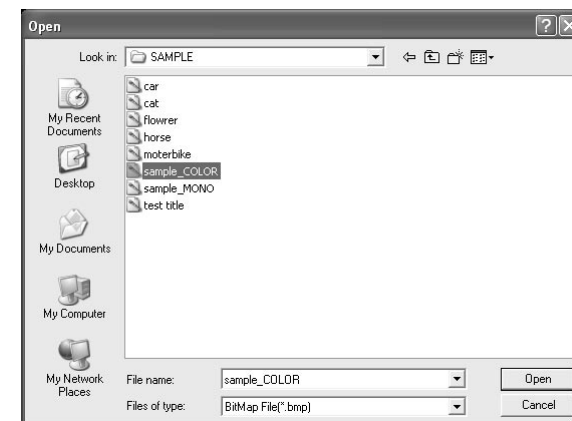 Open
Look in: SAMPLE
car
cat
flowrer
horse
moterbike
sample_COLOR
sample_MONO
test title
My Recent
Documents
Desktop
My Documents
My Computer
My Network
Places
File name: sample_COLOR Open
Files of type: BitMap File(*.bmp) Cancel